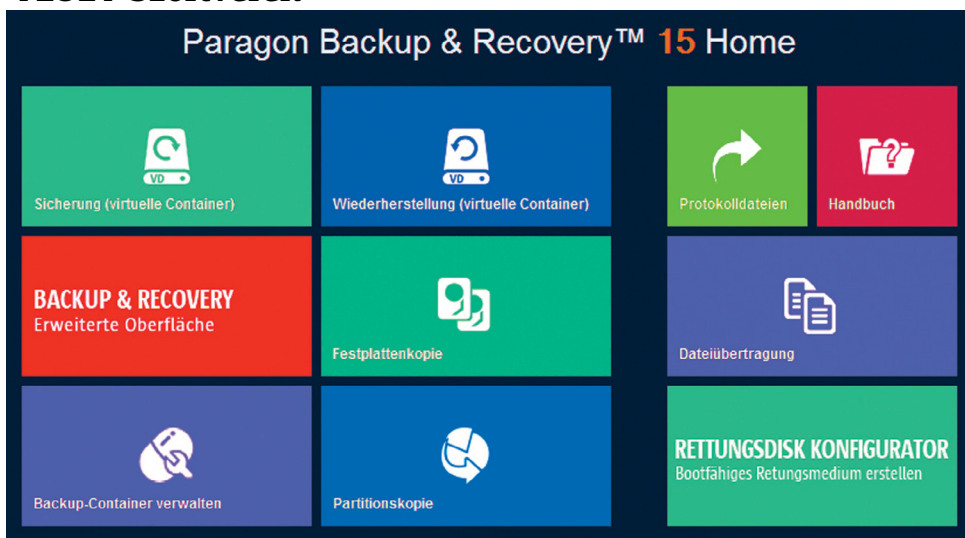 Paragon Backup & Recovery™ 15 Home
VD
Sicherung (virtuelle Container)
VD
Wiederherstellung (virtuelle Container)
Protokolldateien
?
Handbuch
BACKUP & RECOVERY
Erweiterte Oberfläche
Festplattenkopie
Dateiübertragung
i
Backup-Container verwalten
Partitionskopie
RETTUNGSDISK KONFIGURATOR
Bootfähiges Retungsmedium erstellen